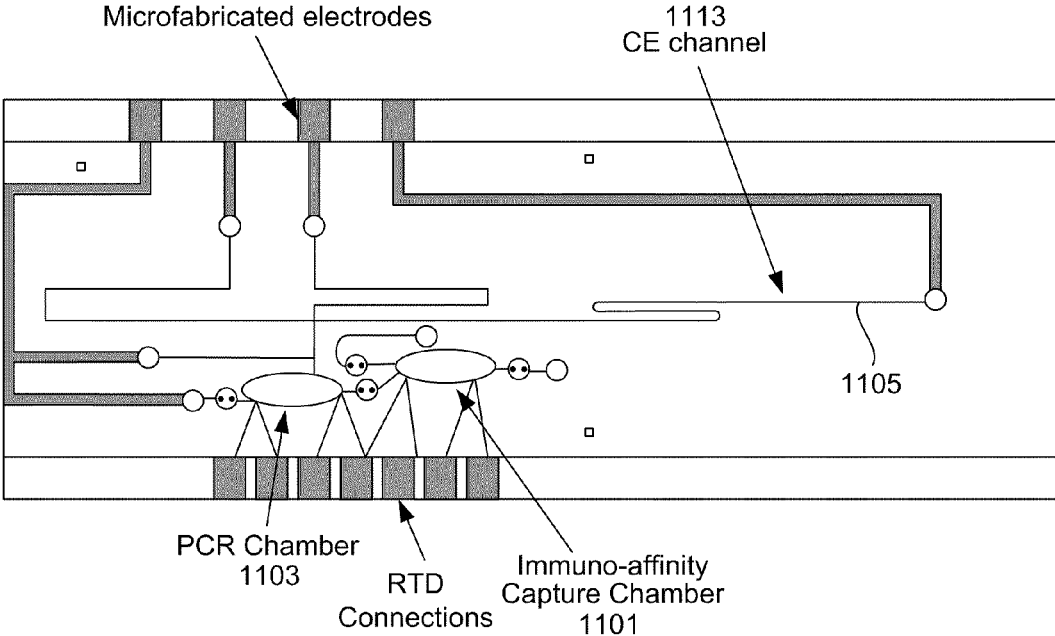 Microfabricated electrodes
1113
CE channel
1105
PCR Chamber
1103
RTD
Connections
Immuno-affinity
Capture Chamber
1101